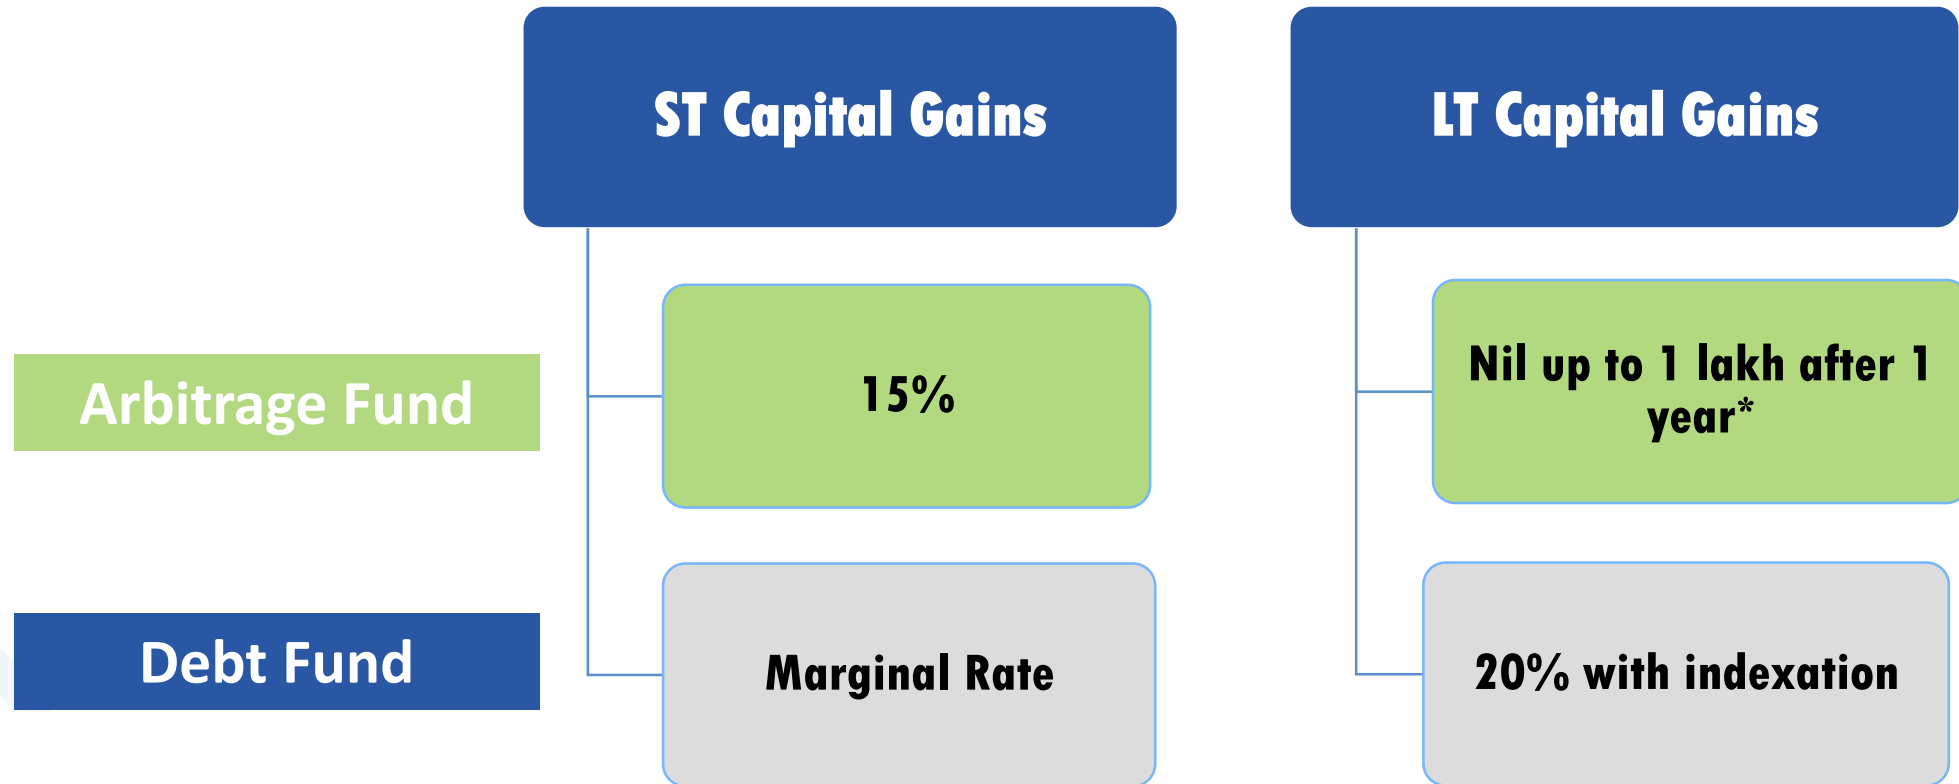 ST Capital Gains
LT Capital Gains
Arbitrage Fund
15%
Nil up to 1 lakh after 1
year*
Debt Fund
Marginal Rate
20% with indexation